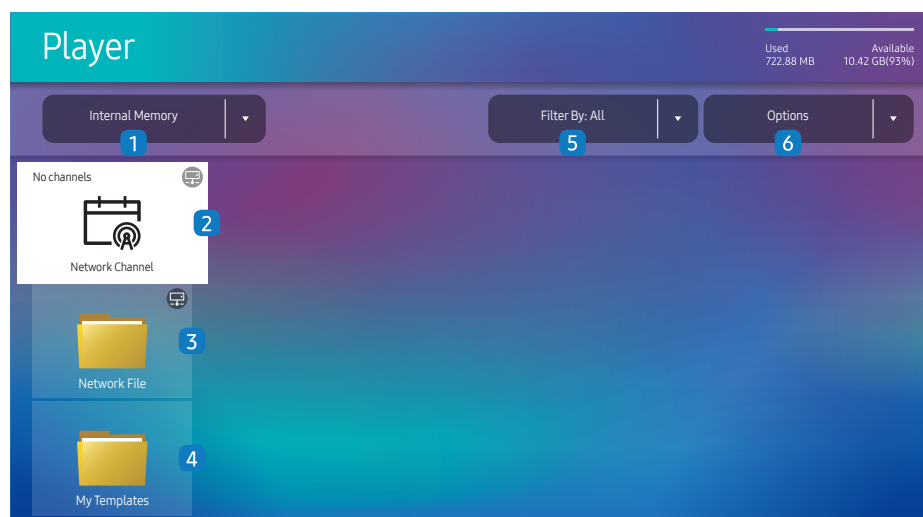 Player
Used Available
722.88 MB 10.42 GB(93%)
Internal Memory
1
Filter By: All
5
Options
6
No channels
2
Network Channel
3
Network File
4
My Templates